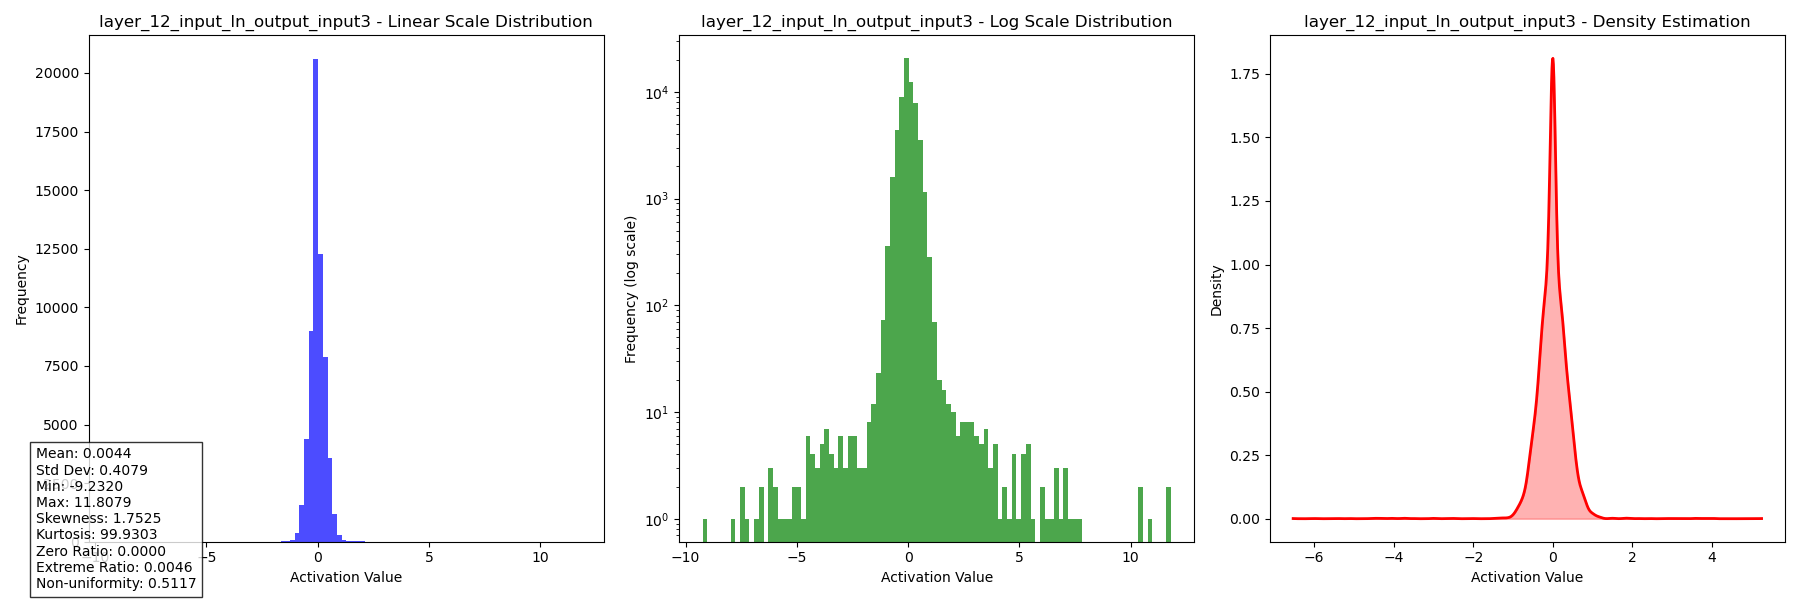 layer_12_input_ln_output_input3 - Linear Scale Distribution
20000
17500
15000
12500
10000
7500
5000
Frequency
−5
0
5
10
Activation Value
Mean: 0.0044
Std Dev: 0.4079
Min: -9.2320
Max: 11.8079
Skewness: 1.7525
Kurtosis: 99.9303
Zero Ratio: 0.0000
Extreme Ratio: 0.0046
Non-uniformity: 0.5117
layer_12_input_ln_output_input3 - Log Scale Distribution
10⁴
10³
10²
10¹
10⁰
Frequency (log scale)
−10
−5
0
5
10
Activation Value
layer_12_input_ln_output_input3 - Density Estimation
1.75
1.50
1.25
1.00
0.75
0.50
0.25
0.00
Density
−6
−4
−2
0
2
4
Activation Value